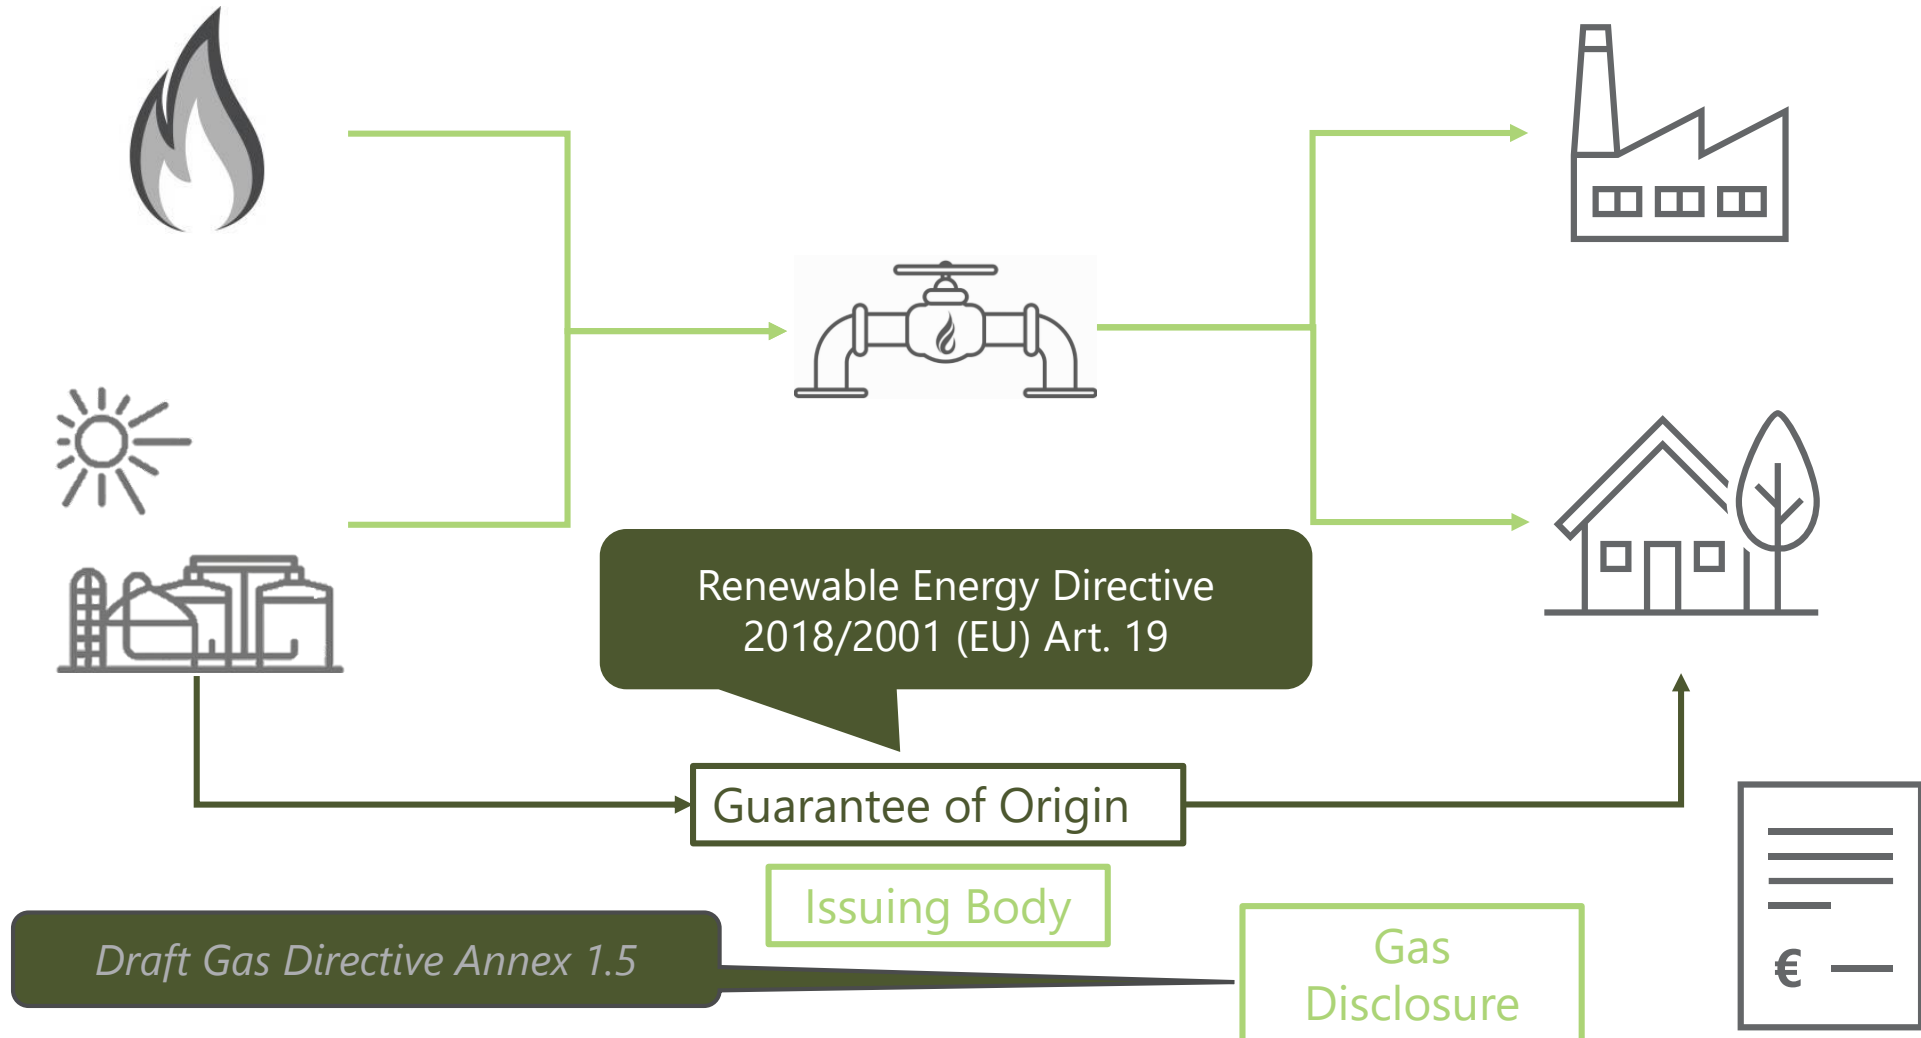 Renewable Energy Directive
2018/2001 (EU) Art. 19
Guarantee of Origin
Issuing Body
Draft Gas Directive Annex 1.5
Gas
Disclosure
€